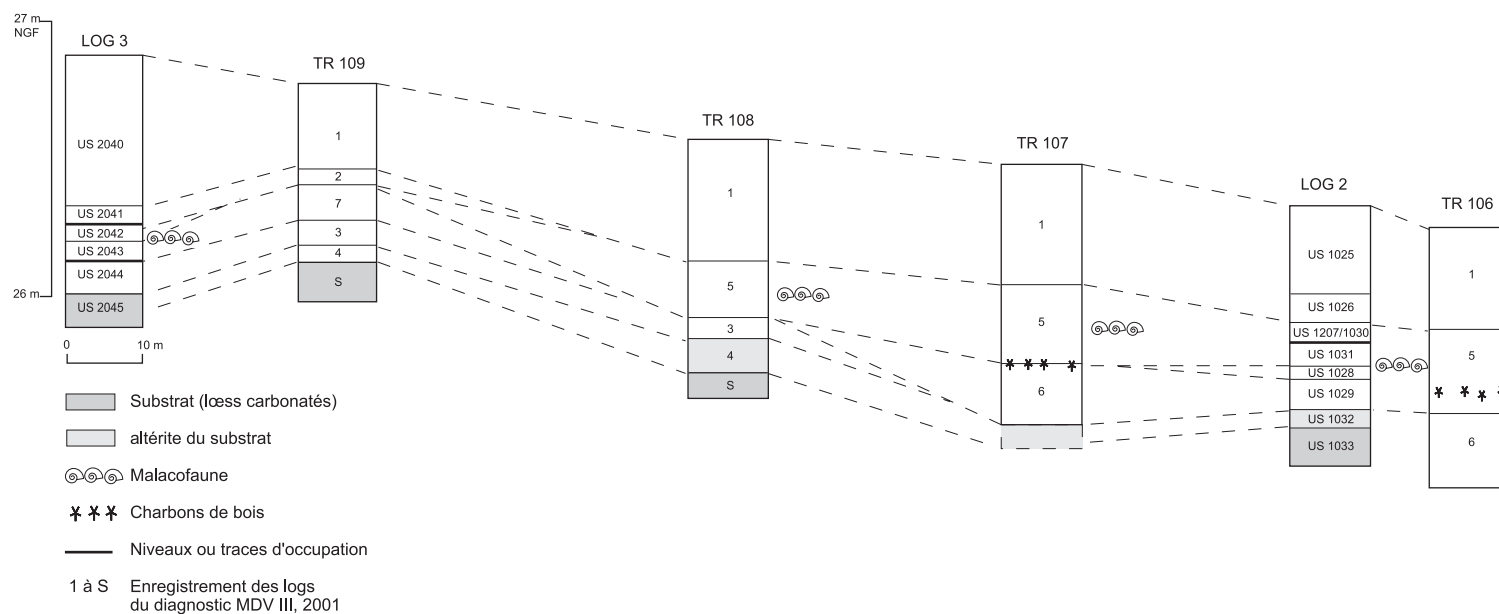 27 m
NGF
LOG 3
US 2040
US 2041
US 2042
US 2043
US 2044
US 2045
26 m
0
10 m
TR 109
1
2
7
3
4
S
TR 108
1
5
3
4
S
TR 107
1
5
6
LOG 2
US 1025
US 1026
US 1207/1030
US 1031
US 1028
US 1029
US 1032
US 1033
TR 106
1
5
6
Substrat (lœss carbonatés)
altérite du substrat
Malacofaune
Charbons de bois
Niveaux ou traces d'occupation
1 à S Enregistrement des logs
du diagnostic MDV III, 2001